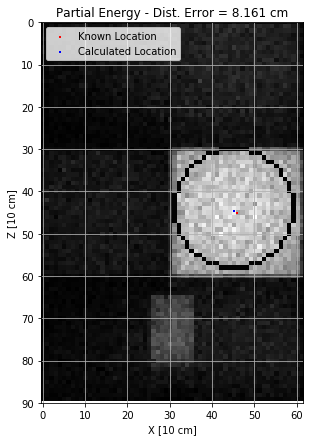 Partial Energy - Dist. Error = 8.161 cm
Known Location
Calculated Location
0
10
20
30
40
50
60
70
80
90
Z [10 cm]
0 10 20 30 40 50 60
X [10 cm]